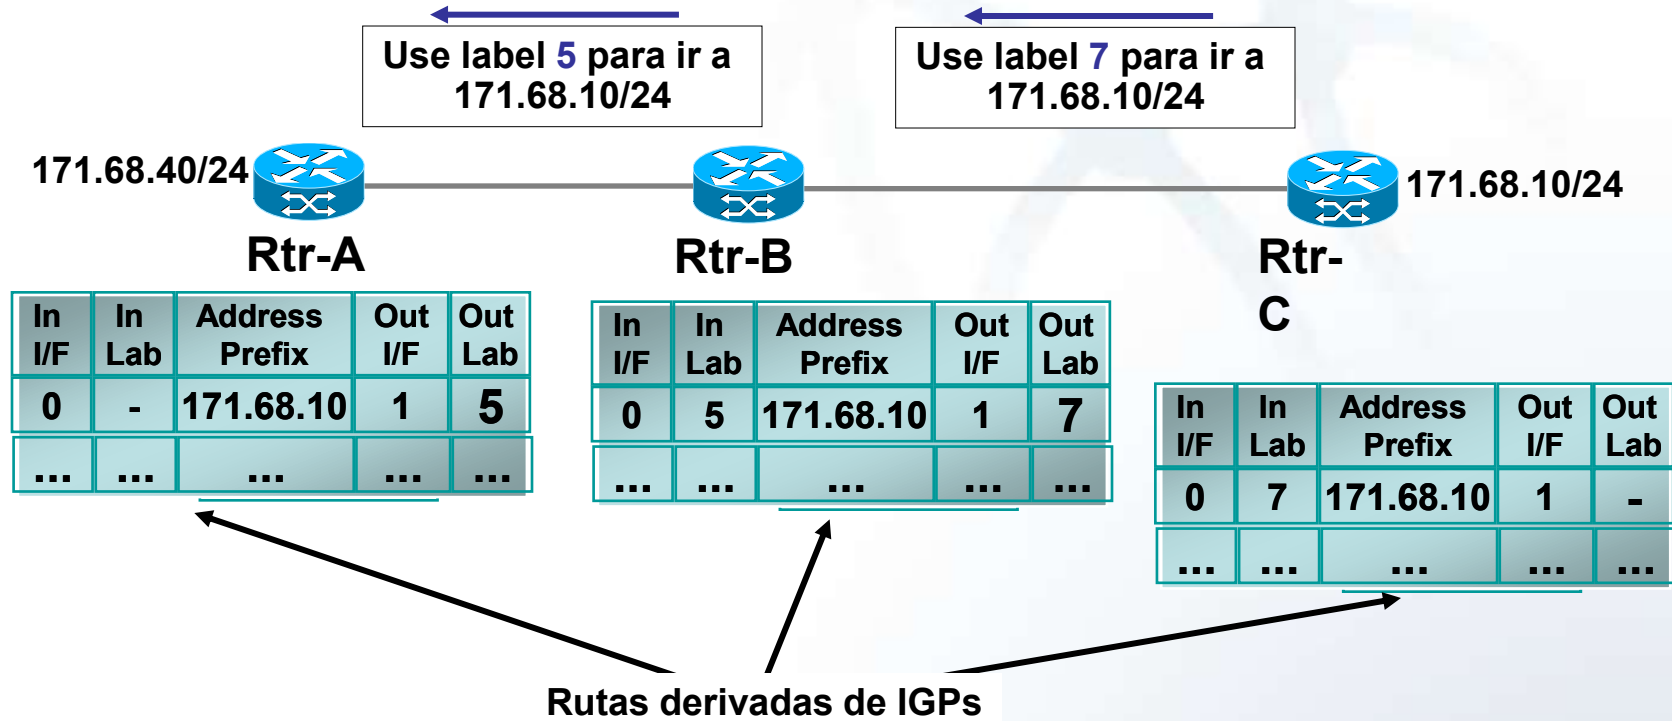 Use label 5 para ir a
171.68.10/24
Use label 7 para ir a
171.68.10/24
171.68.40/24
171.68.10/24
Rtr-A
Rtr-B
Rtr-
C
In I/F In Lab Address Prefix Out I/F Out Lab
0 - 171.68.10 1 5
... ... ... ... ...
In I/F In Lab Address Prefix Out I/F Out Lab
0 5 171.68.10 1 7
... ... ... ... ...
In I/F In Lab Address Prefix Out I/F Out Lab
0 7 171.68.10 1 -
... ... ... ... ...
Rutas derivadas de IGPs